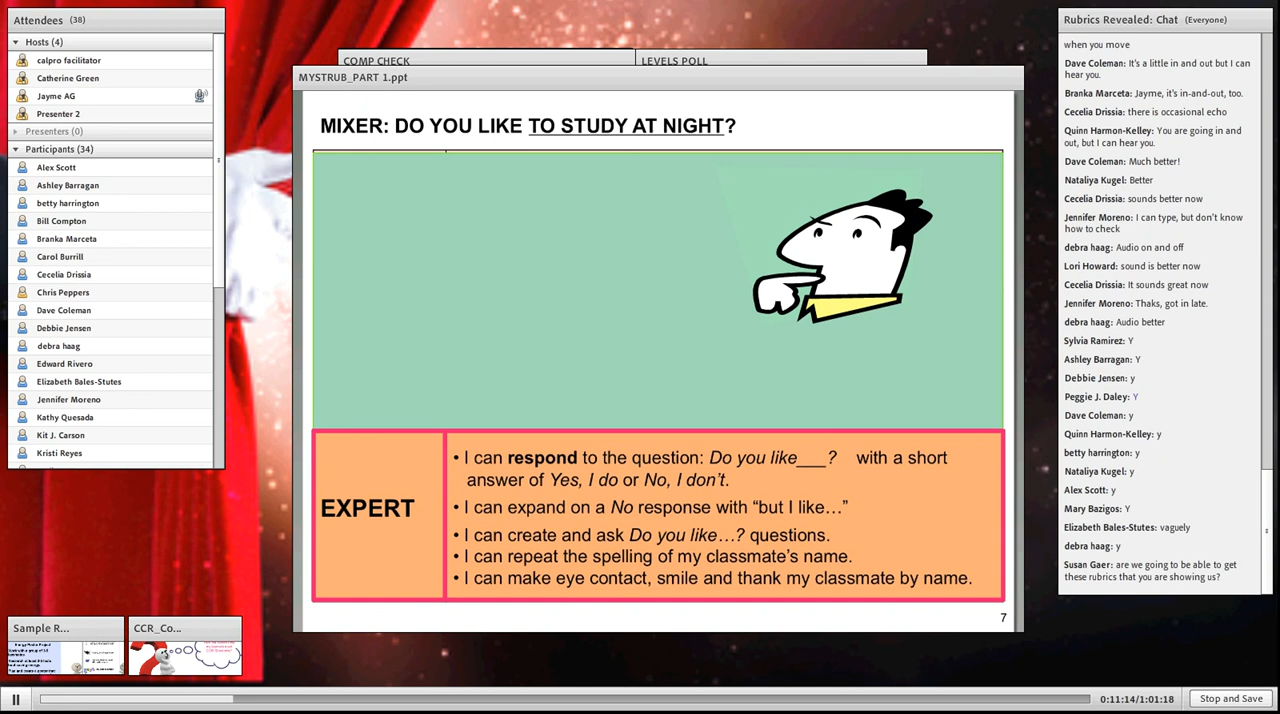 Attendees (38)
Hosts (4)
calpro facilitator
Catherine Green
Jayme AG
Presenter 2
Presenters (0)
Participants (34)
Alex Scott
Ashley Barragan
betty harrington
Bill Compton
Branka Marceta
Carol Burrill
Cecelia Drissia
Chris Peppers
Dave Coleman
Debbie Jensen
debra haag
Edward Rivero
Elizabeth Bales-Stutes
Jennifer Moreno
Kathy Quesada
Kit J. Carson
Kristi Reyes
COMP CHECK
LEVELS POLL
MYSTRUB_PART 1.ppt
MIXER: DO YOU LIKE TO STUDY AT NIGHT?
EXPERT
• I can respond to the question: Do you like___? with a short
answer of Yes, I do or No, I don't.
• I can expand on a No response with “but I like…”
• I can create and ask Do you like…? questions.
• I can repeat the spelling of my classmate's name.
• I can make eye contact, smile and thank my classmate by name.
7
Rubrics Revealed: Chat (Everyone)
when you move
Dave Coleman: It's a little in and out but I can
hear you.
Branka Marceta: Jayme, it's in-and-out, too.
Cecelia Drissia: there is occasional echo
Quinn Harmon-Kelley: You are going in and
out, but I can hear you.
Dave Coleman: Much better!
Nataliya Kugel: Better
Cecelia Drissia: sounds better now
Jennifer Moreno: I can type, but don't know
how to check
debra haag: Audio on and off
Lori Howard: sound is better now
Cecelia Drissia: It sounds great now
Jennifer Moreno: Thaks, got in late.
debra haag: Audio better
Sylvia Ramirez: Y
Ashley Barragan: Y
Debbie Jensen: y
Peggie J. Daley: Y
Dave Coleman: y
Quinn Harmon-Kelley: y
betty harrington: y
Nataliya Kugel: y
Alex Scott: y
Mary Bazigos: Y
Elizabeth Bales-Stutes: vaguely
debra haag: y
Susan Gaer: are we going to be able to get
these rubrics that you are showing us?
Sample R...
CCR_Co...
0:11:14/1:01:18
Stop and Save